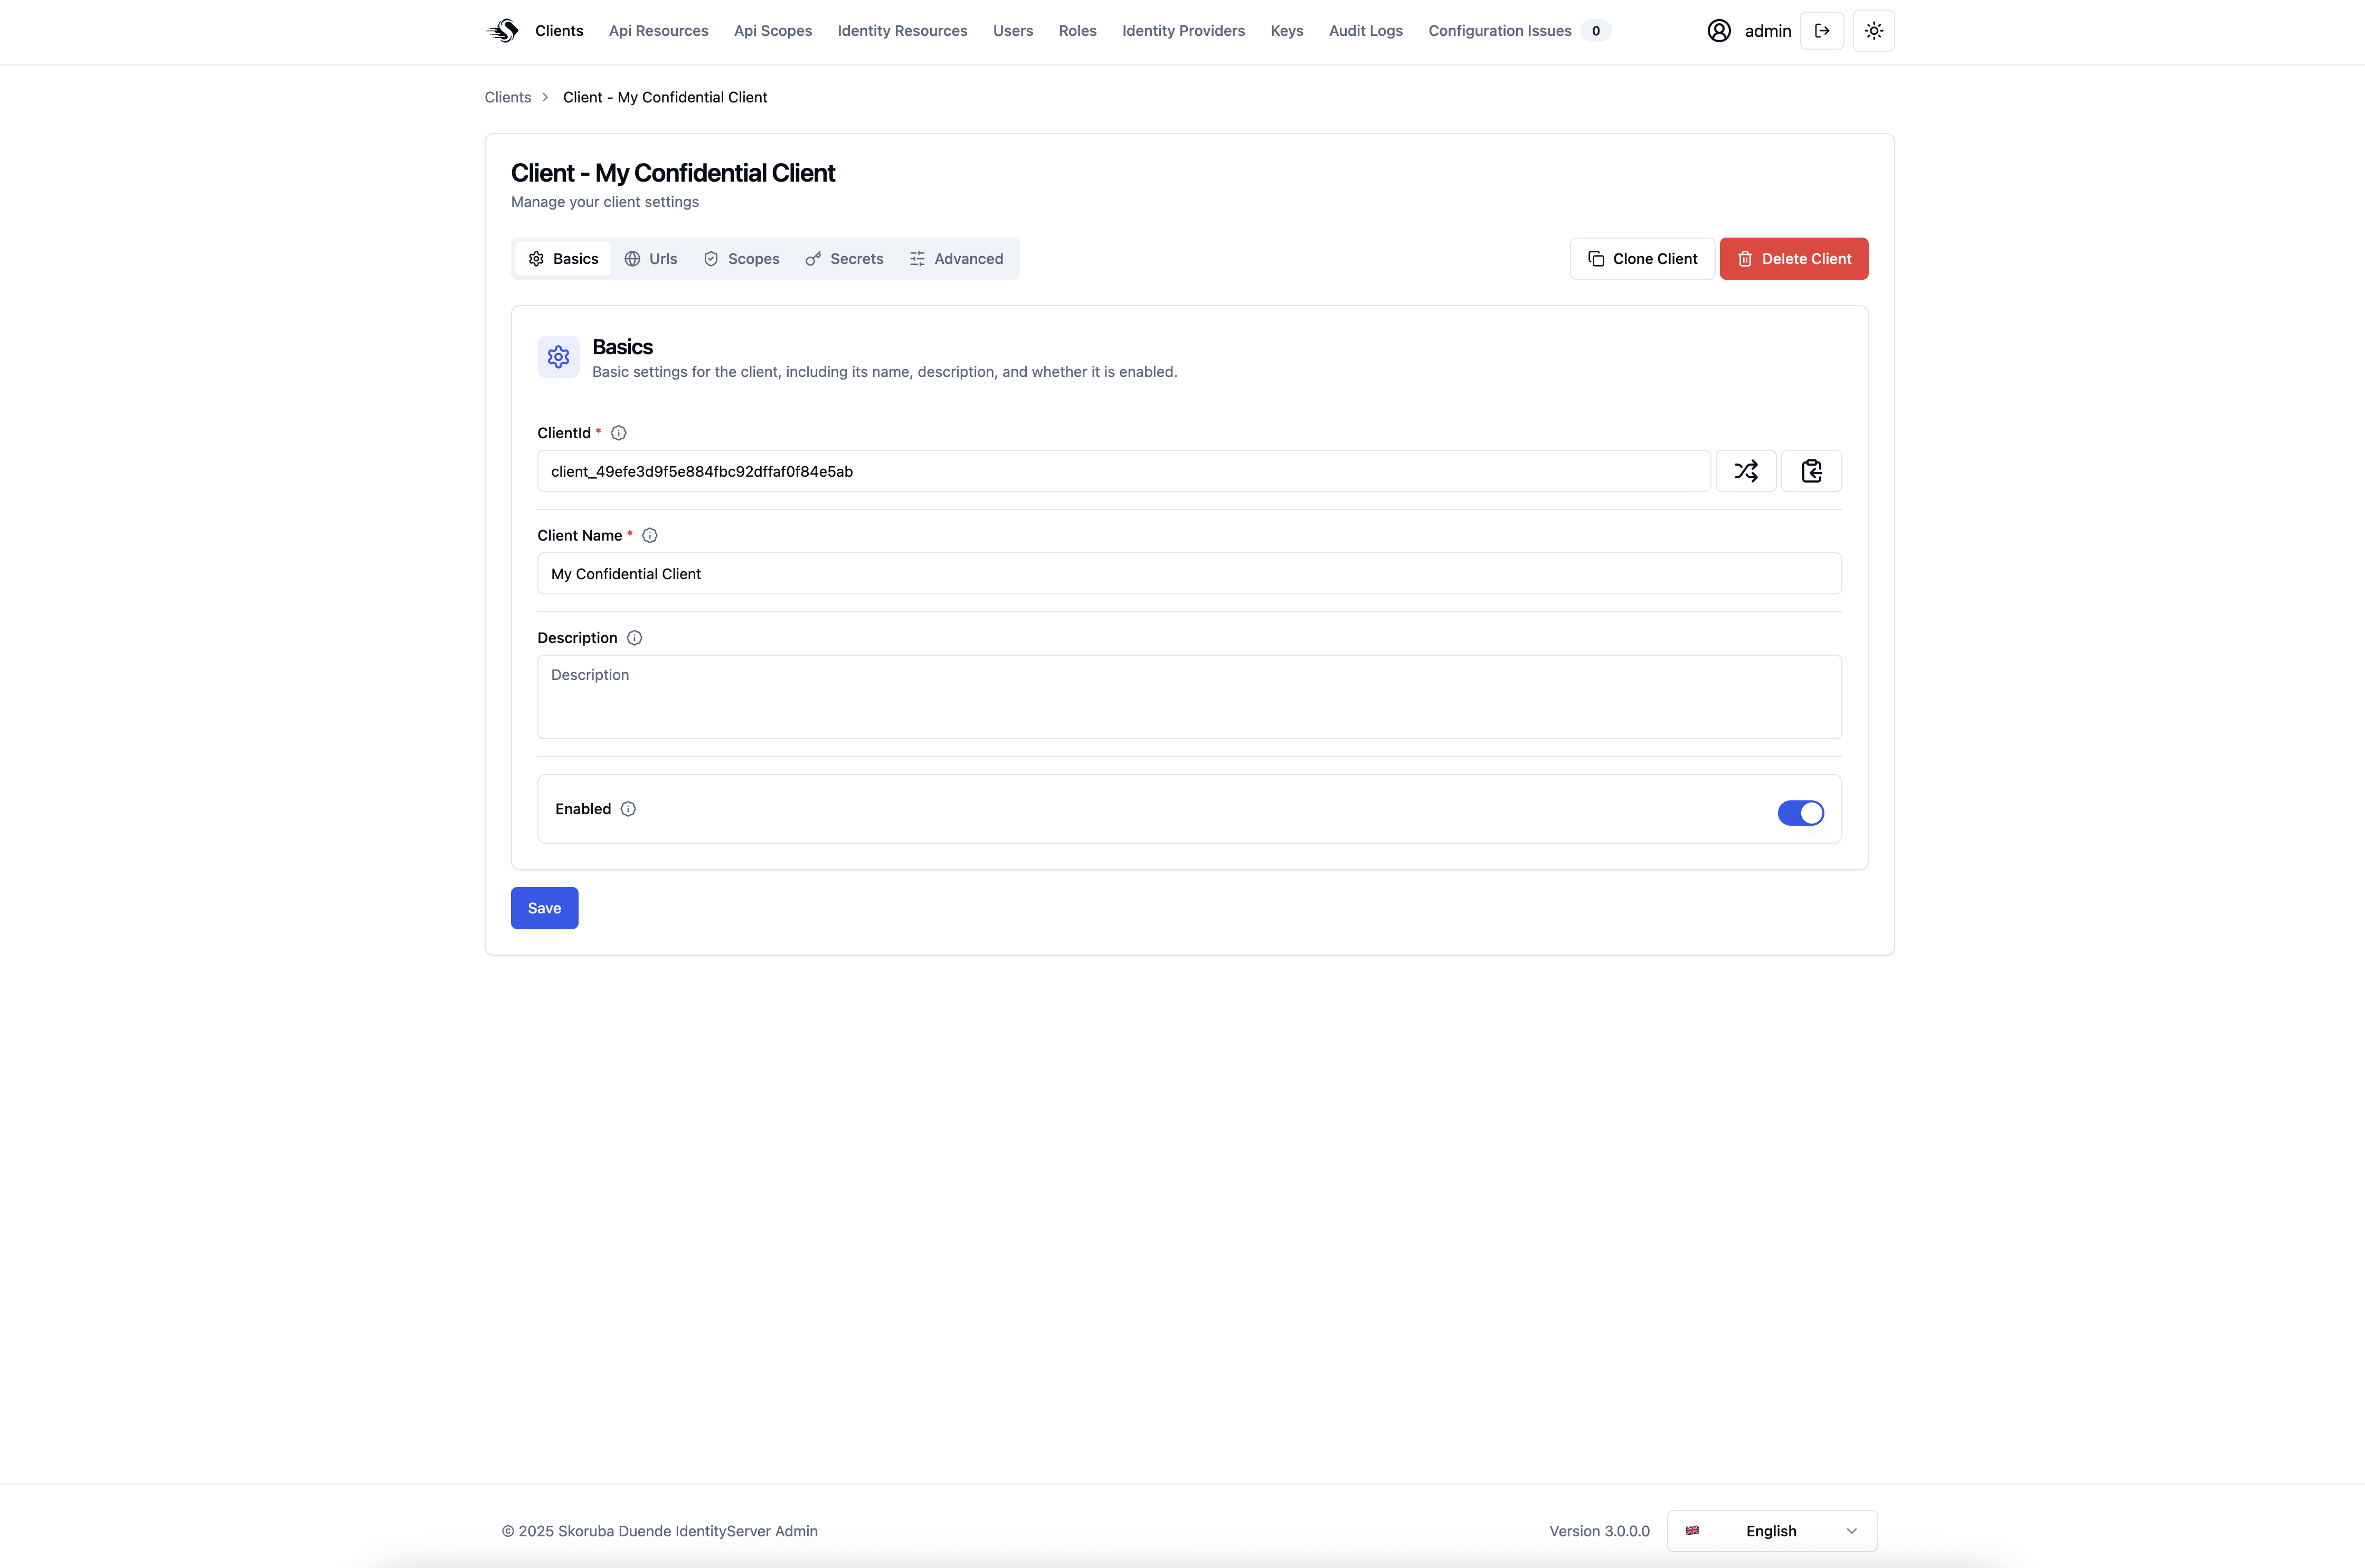 Clients Api Resources Api Scopes Identity Resources Users Roles Identity Providers Keys Audit Logs Configuration Issues 0 admin
Clients Client - My Confidential Client
Client - My Confidential Client
Manage your client settings
Basics Urls Scopes Secrets Advanced Clone Client Delete Client
Basics
Basic settings for the client, including its name, description, and whether it is enabled.
ClientId *
client_49efe3d9f5e884fbc92dffaf0f84e5ab
Client Name *
My Confidential Client
Description
Description
Enabled
Save
© 2025 Skoruba Duende IdentityServer Admin Version 3.0.0.0 English